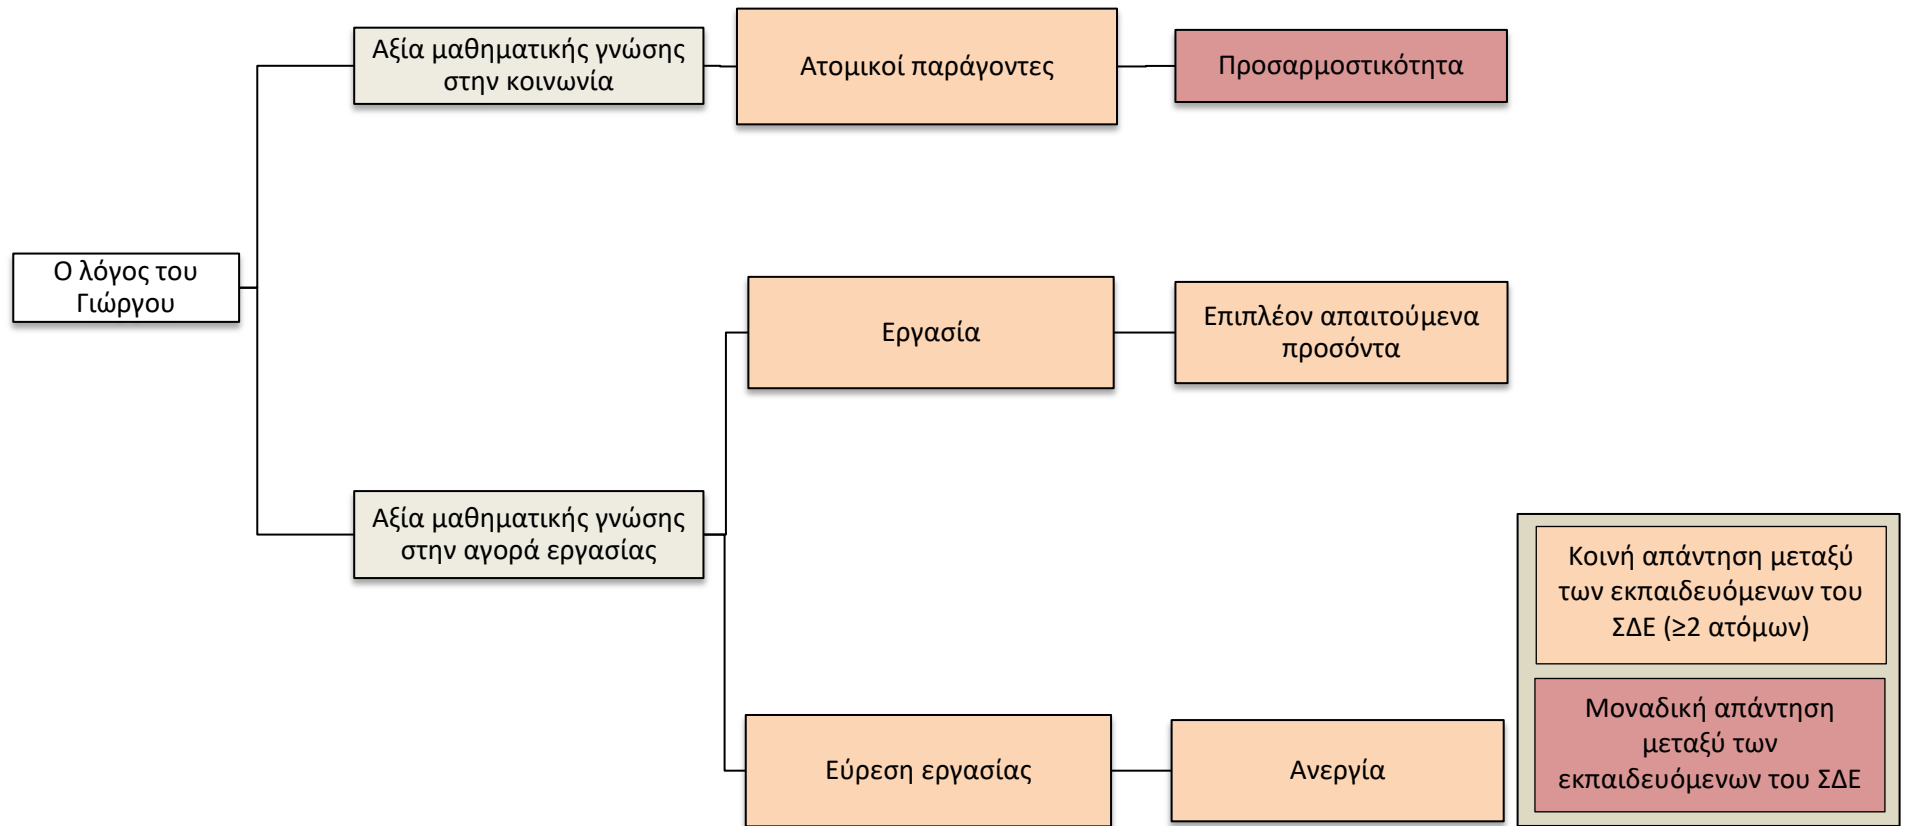 Αξία μαθηματικής γνώσης
στην κοινωνία
Ατομικοί παράγοντες
Προσαρμοστικότητα
Ο λόγος του
Γιώργου
Εργασία
Επιπλέον απαιτούμενα
προσόντα
Αξία μαθηματικής γνώσης
στην αγορά εργασίας
Εύρεση εργασίας
Ανεργία
Κοινή απάντηση μεταξύ
των εκπαιδευόμενων του
ΣΔΕ (≥2 ατόμων)
Μοναδική απάντηση
μεταξύ των
εκπαιδευόμενων του ΣΔΕ